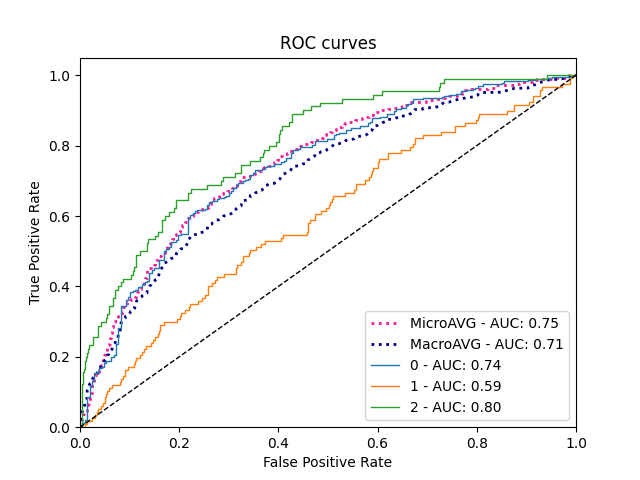 ROC curves
True Positive Rate
1.0
0.8
0.6
0.4
0.2
0.0
MicroAVG - AUC: 0.75
MacroAVG - AUC: 0.71
0 - AUC: 0.74
1 - AUC: 0.59
2 - AUC: 0.80
0.0 0.2 0.4 0.6 0.8 1.0
False Positive Rate